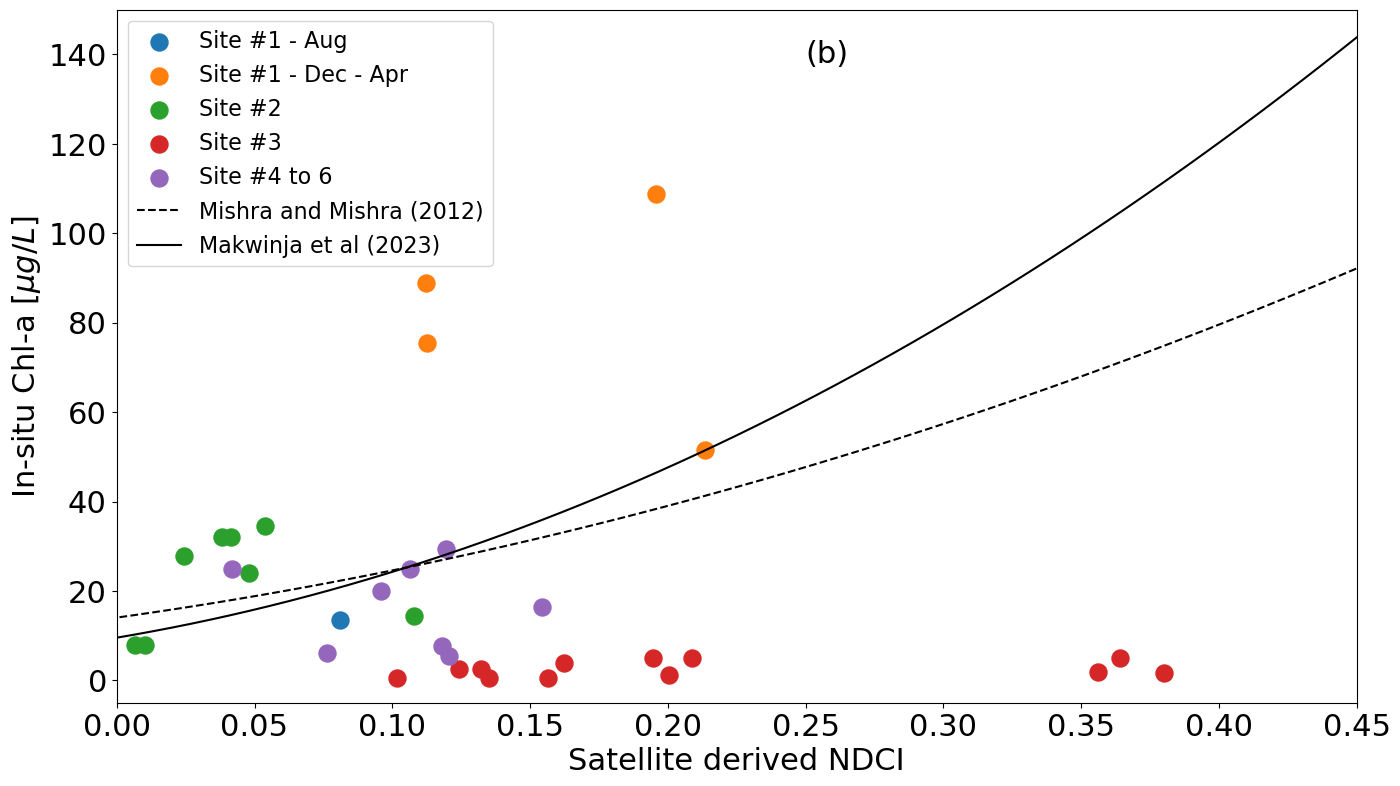 (b)
Site #1 - Aug
Site #1 - Dec - Apr
Site #2
Site #3
Site #4 to 6
Mishra and Mishra (2012)
Makwinja et al (2023)
In-situ Chl-a [μg/L]
140
120
100
80
60
40
20
0
0.00 0.05 0.10 0.15 0.20 0.25 0.30 0.35 0.40 0.45
Satellite derived NDCI